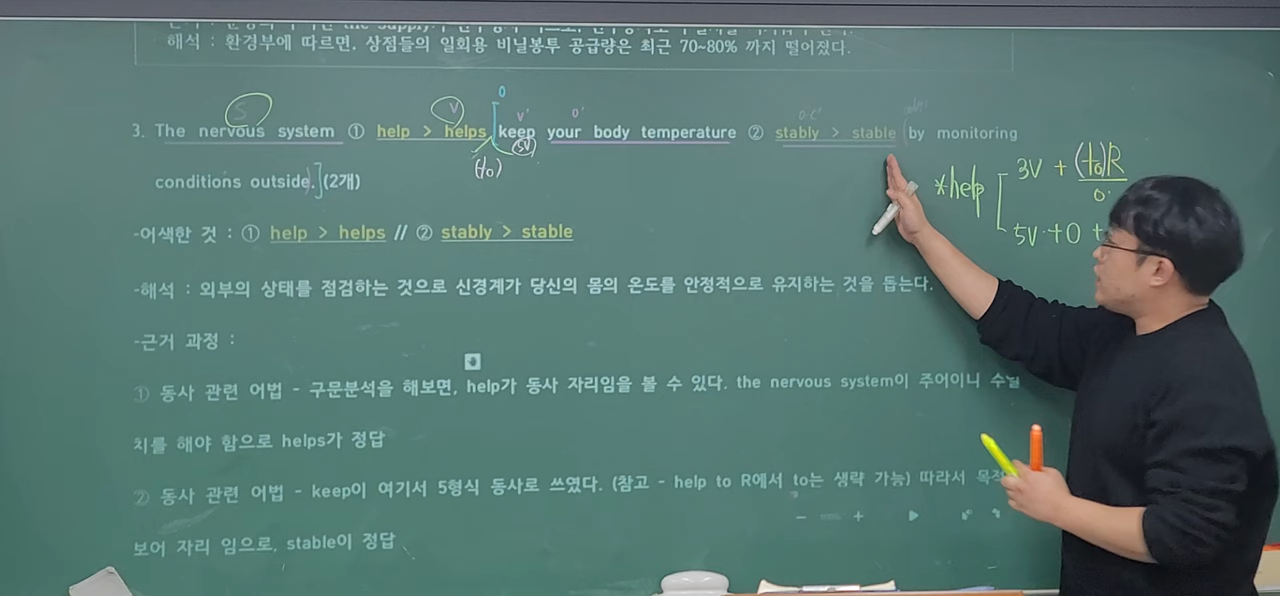 해석 : 환경부에 따르면, 상점들의 일회용 비닐봉투 공급량은 최근 70~80% 까지 떨어졌다.
O
S V V' O' O·C'
3. The nervous system ① help > helps keep your body temperature ② stably > stable (by monitoring
(to) 5V
conditions outside.] (2개)
*help 3V + (to)R
O'
5V + O +
-어색한 것 : ① help > helps // ② stably > stable
-해석 : 외부의 상태를 점검하는 것으로 신경계가 당신의 몸의 온도를 안정적으로 유지하는 것을 돕는다.
-근거 과정 :
① 동사 관련 어법 - 구문분석을 해보면, help가 동사 자리임을 볼 수 있다. the nervous system이 주어이니 수일
치를 해야 함으로 helps가 정답
② 동사 관련 어법 - keep이 여기서 5형식 동사로 쓰였다. (참고 - help to R에서 to는 생략 가능) 따라서 목적
보어 자리 임으로, stable이 정답